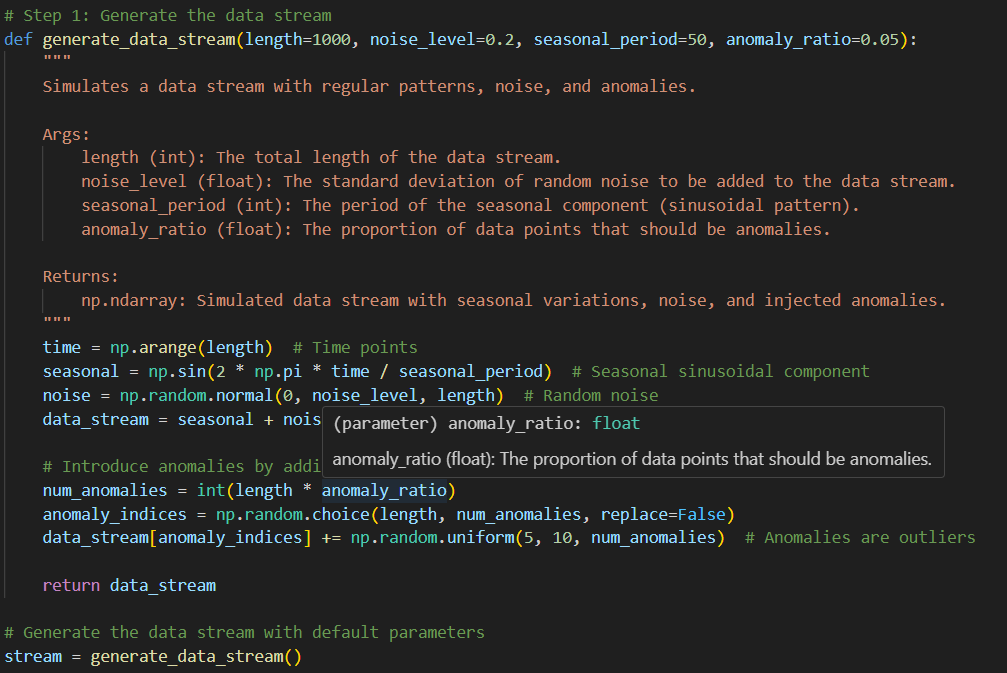 # Step 1: Generate the data stream
def generate_data_stream(length=1000, noise_level=0.2, seasonal_period=50, anomaly_ratio=0.05):
    """
    Simulates a data stream with regular patterns, noise, and anomalies.

    Args:
        length (int): The total length of the data stream.
        noise_level (float): The standard deviation of random noise to be added to the data stream.
        seasonal_period (int): The period of the seasonal component (sinusoidal pattern).
        anomaly_ratio (float): The proportion of data points that should be anomalies.

    Returns:
        np.ndarray: Simulated data stream with seasonal variations, noise, and injected anomalies.
    """
    time = np.arange(length)  # Time points
    seasonal = np.sin(2 * np.pi * time / seasonal_period)  # Seasonal sinusoidal component
    noise = np.random.normal(0, noise_level, length)  # Random noise
    data_stream = seasonal + nois
(parameter) anomaly_ratio: float
anomaly_ratio (float): The proportion of data points that should be anomalies.

    # Introduce anomalies by addi
    num_anomalies = int(length * anomaly_ratio)
    anomaly_indices = np.random.choice(length, num_anomalies, replace=False)
    data_stream[anomaly_indices] += np.random.uniform(5, 10, num_anomalies)  # Anomalies are outliers

    return data_stream

# Generate the data stream with default parameters
stream = generate_data_stream()